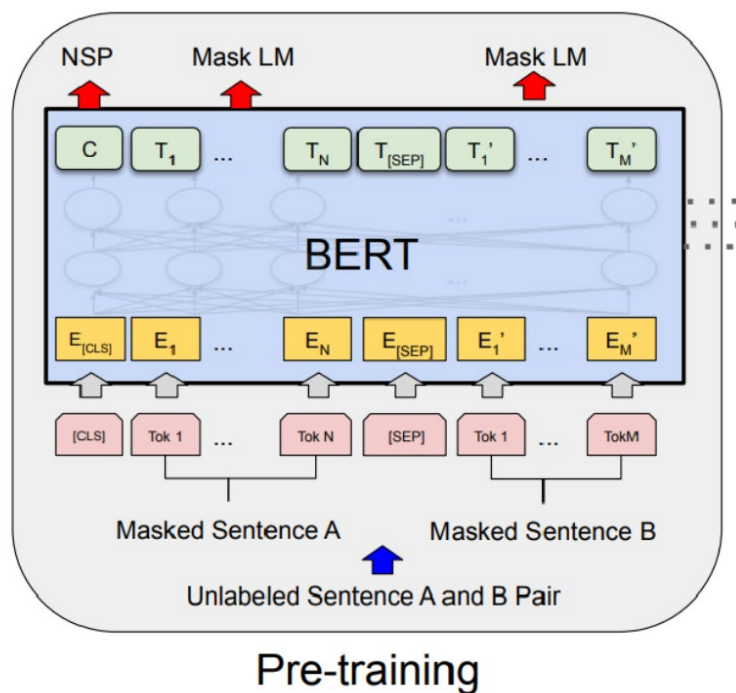 NSP Mask LM Mask LM
C T1 ... TN T[SEP] T1' ... TM'
...
BERT
...
E[CLS] E1 ... EN E[SEP] E1' ... EM'
[CLS] Tok 1 ... Tok N [SEP] Tok 1 ... TokM
Masked Sentence A Masked Sentence B
Unlabeled Sentence A and B Pair
Pre-training